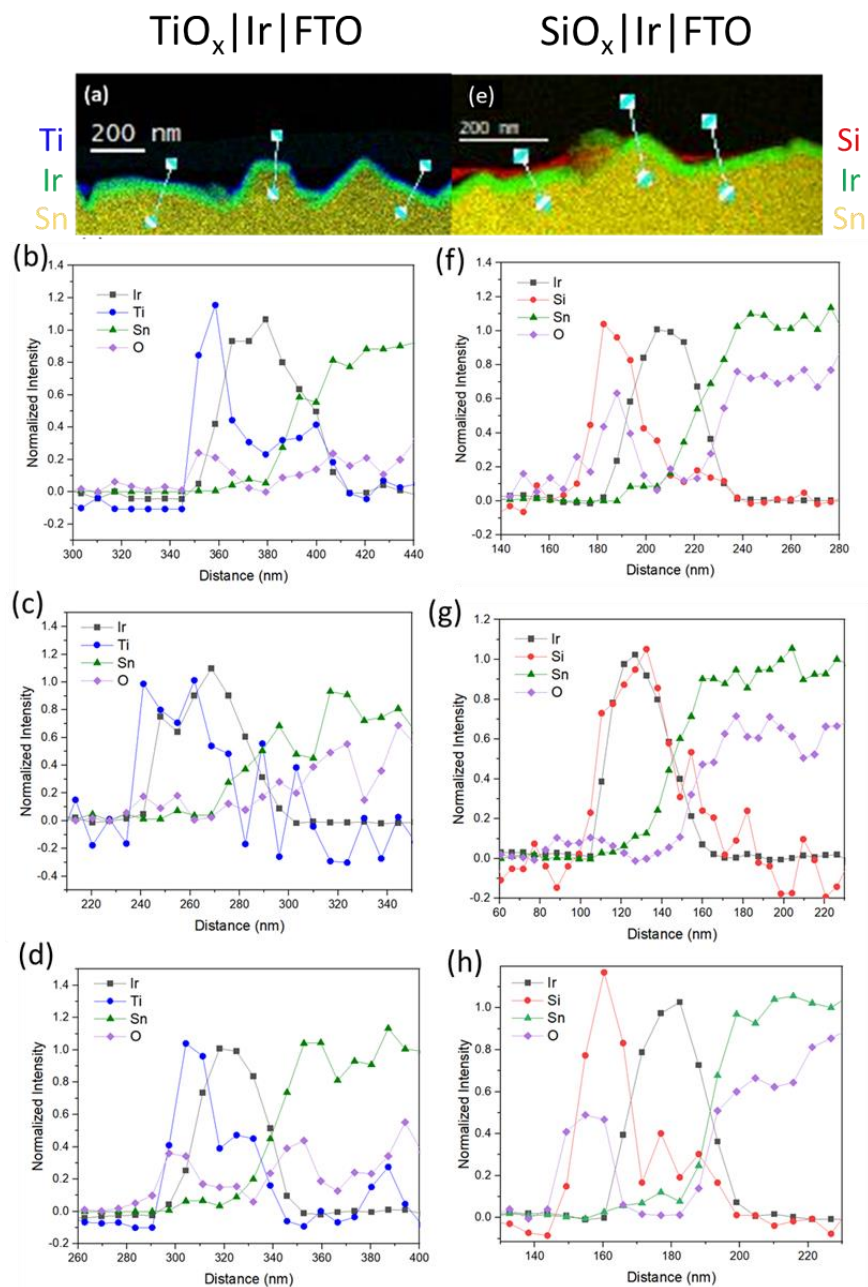 TiOx|Ir|FTO
SiOx|Ir|FTO
(a)
200 nm
(e)
200 nm
Ti
Ir
Sn
Si
Ir
Sn
(b)
Normalized Intensity
1.4
1.2
1.0
0.8
0.6
0.4
0.2
0.0
-0.2
Ir
Ti
Sn
O
300 320 340 360 380 400 420 440
Distance (nm)
(f)
Normalized Intensity
1.4
1.2
1.0
0.8
0.6
0.4
0.2
0.0
-0.2
Ir
Si
Sn
O
140 160 180 200 220 240 260 280
Distance (nm)
(c)
Normalized Intensity
1.4
1.2
1.0
0.8
0.6
0.4
0.2
0.0
-0.2
-0.4
Ir
Ti
Sn
O
220 240 260 280 300 320 340
Distance (nm)
(g)
Normalized Intensity
1.2
1.0
0.8
0.6
0.4
0.2
0.0
-0.2
Ir
Si
Sn
O
60 80 100 120 140 160 180 200 220
Distance (nm)
(d)
Normalized Intensity
1.4
1.2
1.0
0.8
0.6
0.4
0.2
0.0
-0.2
Ir
Ti
Sn
O
260 280 300 320 340 360 380 400
Distance (nm)
(h)
Normalized Intensity
1.0
0.8
0.6
0.4
0.2
0.0
Ir
Si
Sn
O
140 160 180 200 220
Distance (nm)